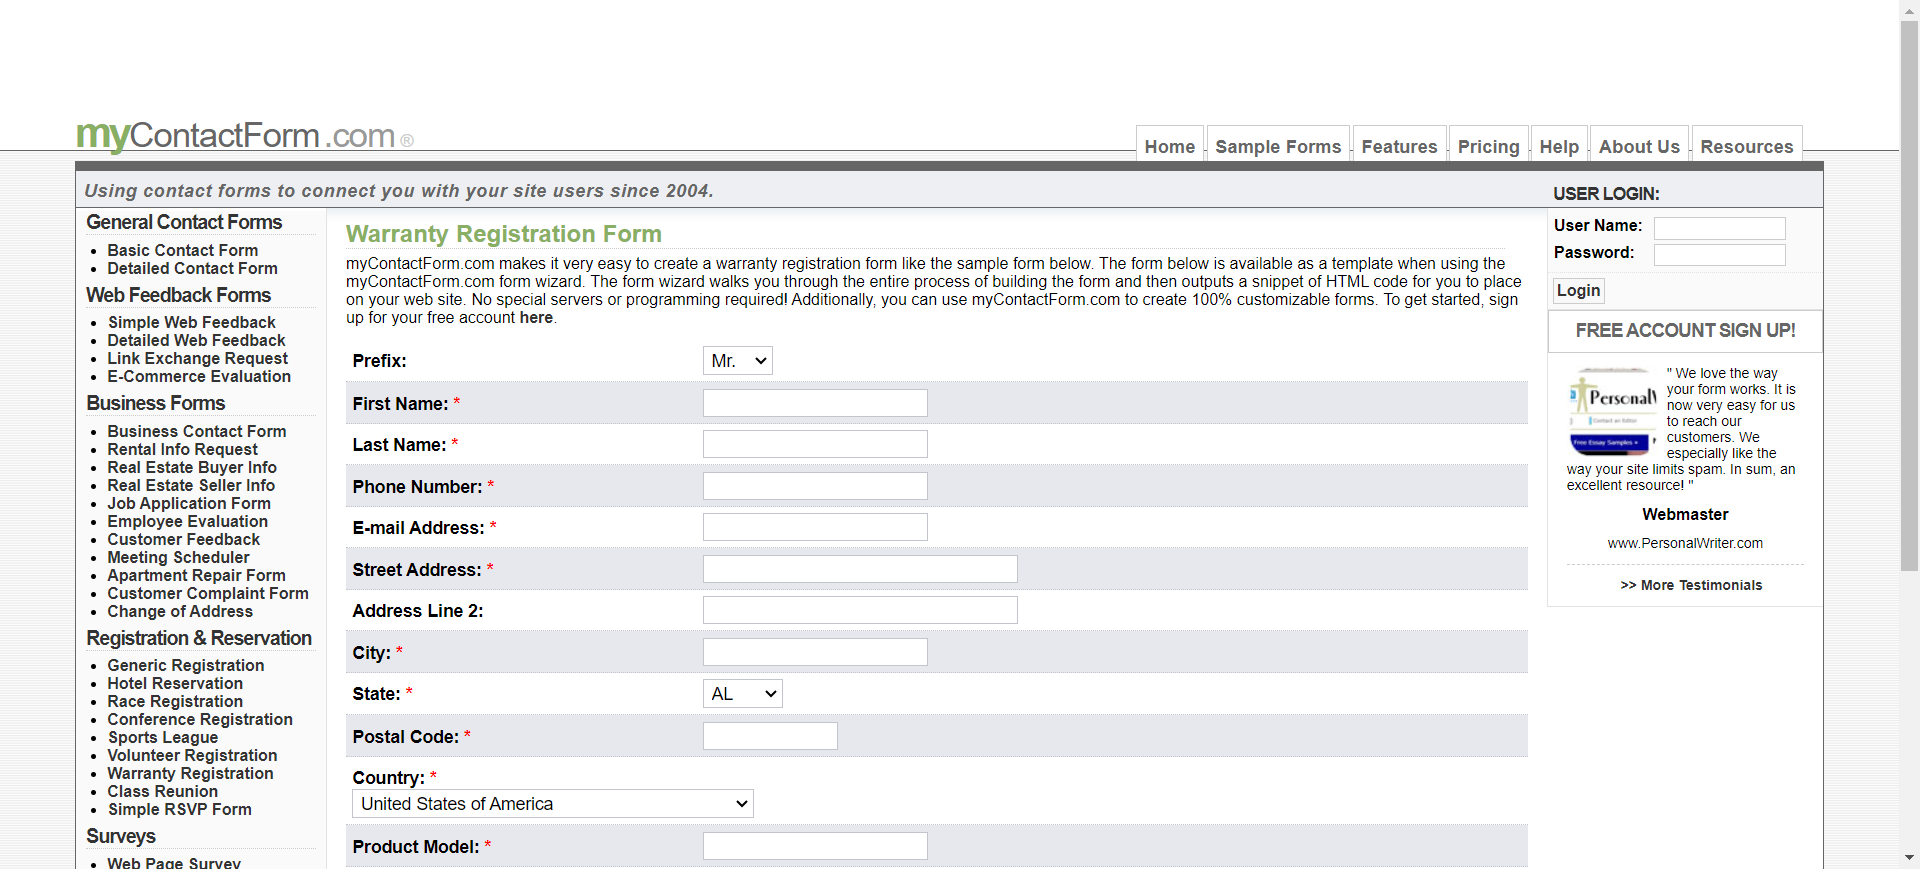 myContactForm.com®
Home
Sample Forms
Features
Pricing
Help
About Us
Resources
Using contact forms to connect you with your site users since 2004.
General Contact Forms
Basic Contact Form
Detailed Contact Form
Web Feedback Forms
Simple Web Feedback
Detailed Web Feedback
Link Exchange Request
E-Commerce Evaluation
Business Forms
Business Contact Form
Rental Info Request
Real Estate Buyer Info
Real Estate Seller Info
Job Application Form
Employee Evaluation
Customer Feedback
Meeting Scheduler
Apartment Repair Form
Customer Complaint Form
Change of Address
Registration & Reservation
Generic Registration
Hotel Reservation
Race Registration
Conference Registration
Sports League
Volunteer Registration
Warranty Registration
Class Reunion
Simple RSVP Form
Surveys
Web Page Survey
Warranty Registration Form
myContactForm.com makes it very easy to create a warranty registration form like the sample form below. The form below is available as a template when using the
myContactForm.com form wizard. The form wizard walks you through the entire process of building the form and then outputs a snippet of HTML code for you to place
on your web site. No special servers or programming required! Additionally, you can use myContactForm.com to create 100% customizable forms. To get started, sign
up for your free account here.
Prefix: Mr.
First Name: *
Last Name: *
Phone Number: *
E-mail Address: *
Street Address: *
Address Line 2:
City: *
State: * AL
Postal Code: *
Country: *
United States of America
Product Model: *
USER LOGIN:
User Name:
Password:
Login
FREE ACCOUNT SIGN UP!
Personal
Contact an Editor
Free Essay Samples
" We love the way
your form works. It is
now very easy for us
to reach our
customers. We
especially like the
way your site limits spam. In sum, an
excellent resource! "
Webmaster
www.PersonalWriter.com
>> More Testimonials